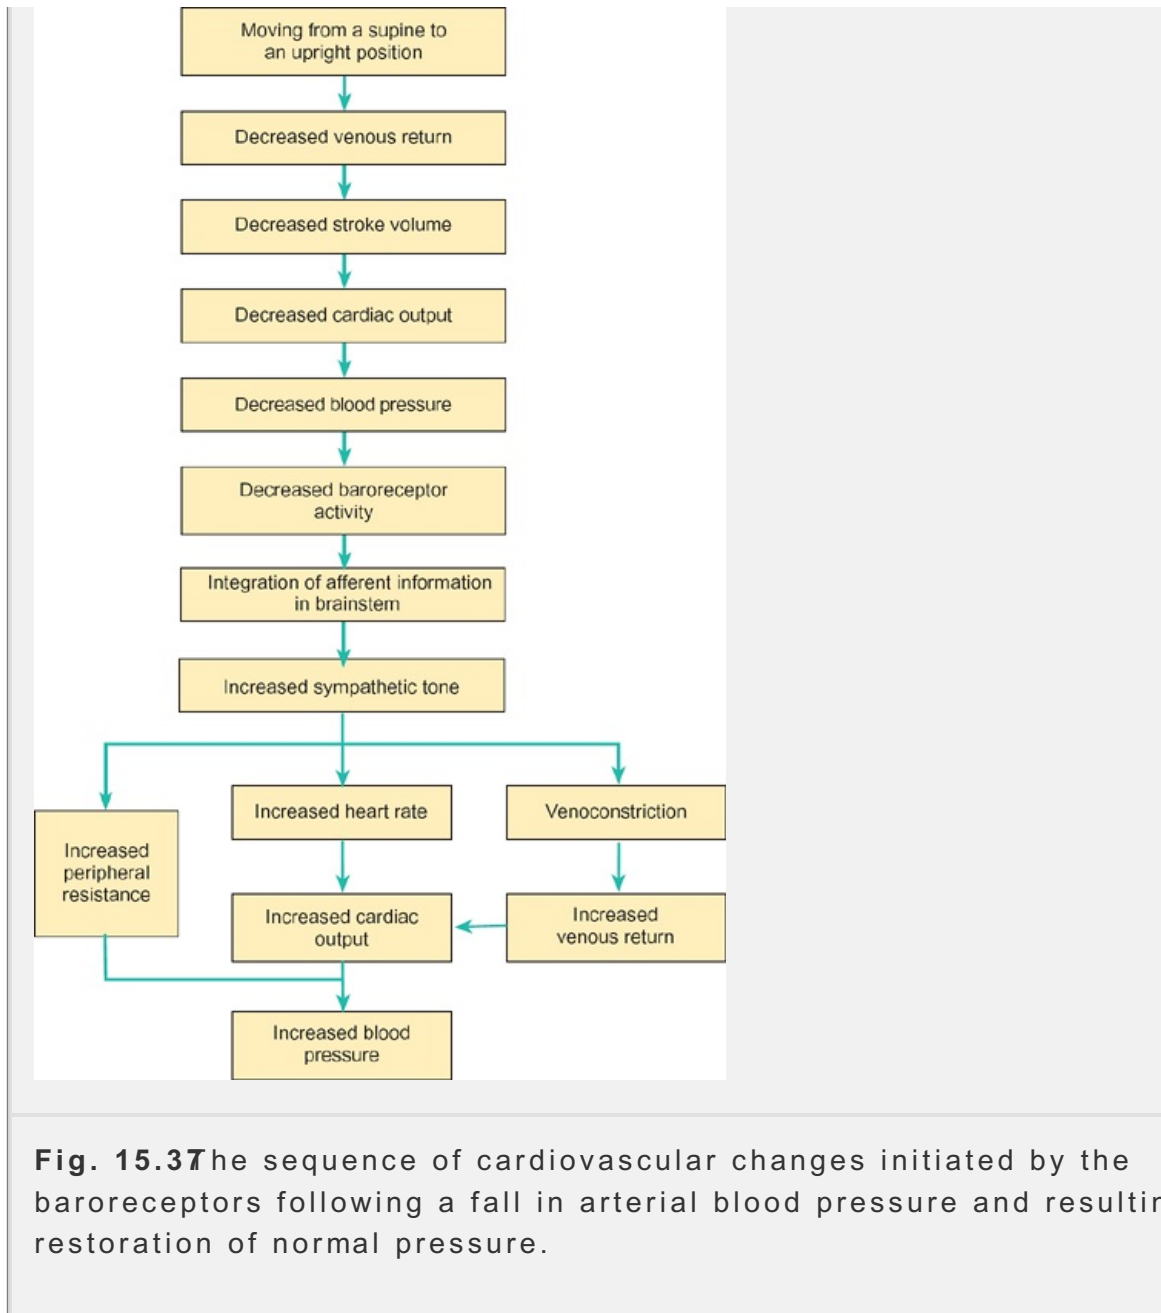 Moving from a supine to
an upright position
Decreased venous return
Decreased stroke volume
Decreased cardiac output
Decreased blood pressure
Decreased baroreceptor
activity
Integration of afferent information
in brainstem
Increased sympathetic tone
Increased heart rate
Venoconstriction
Increased
peripheral
resistance
Increased cardiac
output
Increased
venous return
Increased blood
pressure
Fig. 15.37 The sequence of cardiovascular changes initiated by the
baroreceptors following a fall in arterial blood pressure and
restoration of normal pressure.